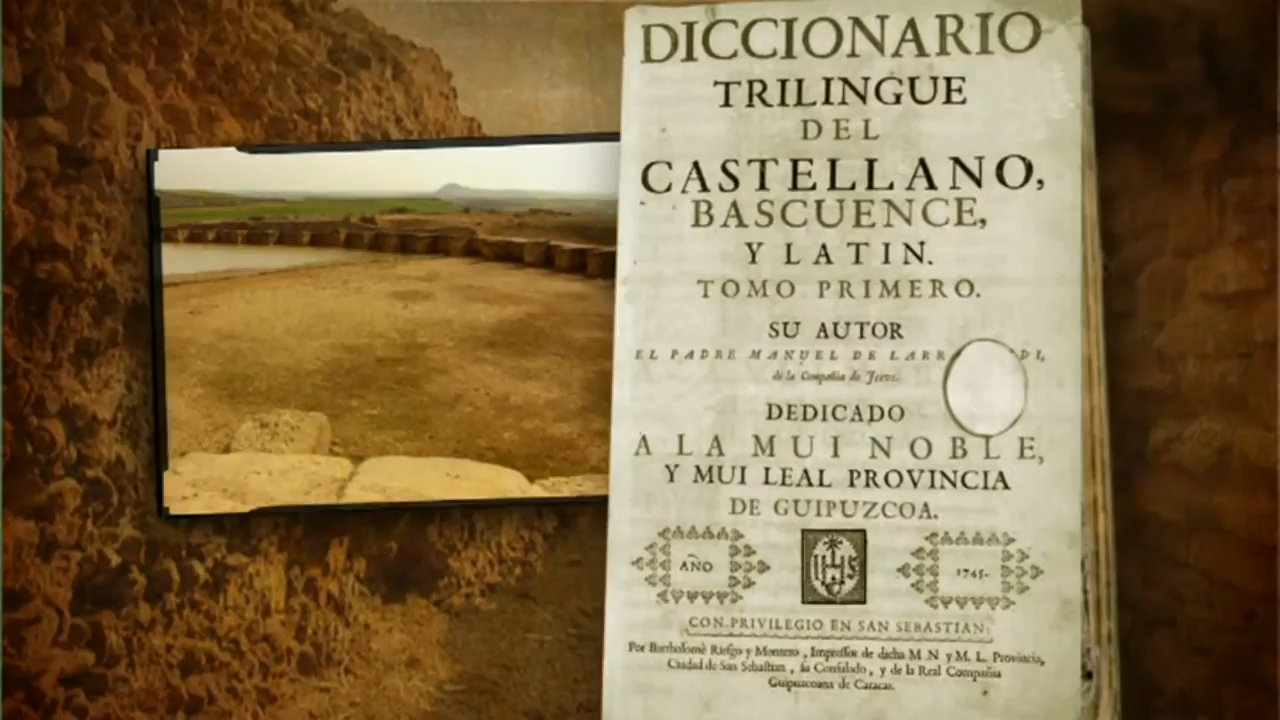 DICCIONARIO
TRILINGUE
DEL
CASTELLANO,
BASCUENCE,
Y LATIN.
TOMO PRIMERO.
SU AUTOR
EL PADRE MANUEL DE
de la Compañia de Jesus.
DEDICADO
A LA MUI NOBLE,
Y MUI LEAL PROVINCIA
DE GUIPUZCOA.
AÑO
IHS
1745.
CON PRIVILEGIO EN SAN SEBASTIAN:
Por Bartholomè Riesgo y Montero, Impressor de dicha M. N. y M. L. Provincia,
Ciudad de San Sebastian, su Consulado, y de la Real Compañia
Guipuzcoana de Caracas.